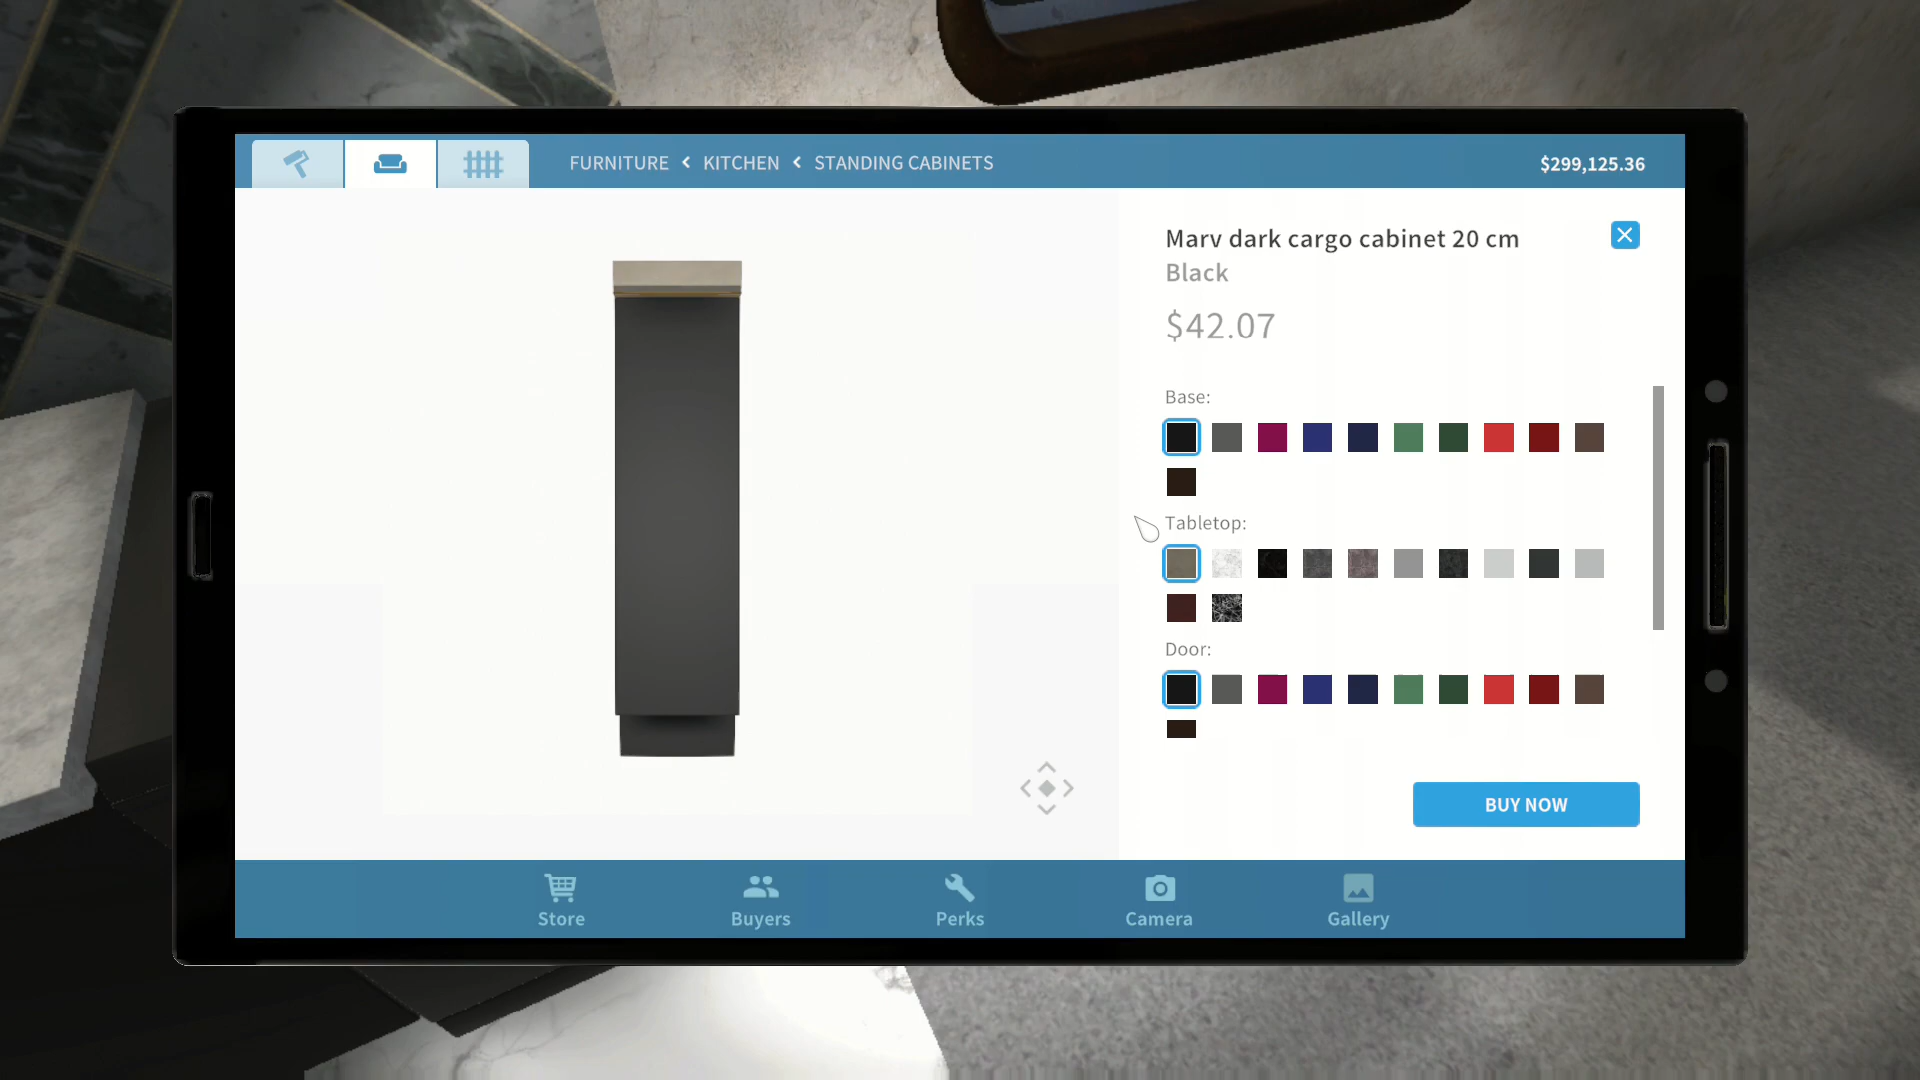 FURNITURE < KITCHEN < STANDING CABINETS
$299,125.36
Marv dark cargo cabinet 20 cm
Black
$42.07
Base:
Tabletop:
Door:
BUY NOW
Store
Buyers
Perks
Camera
Gallery